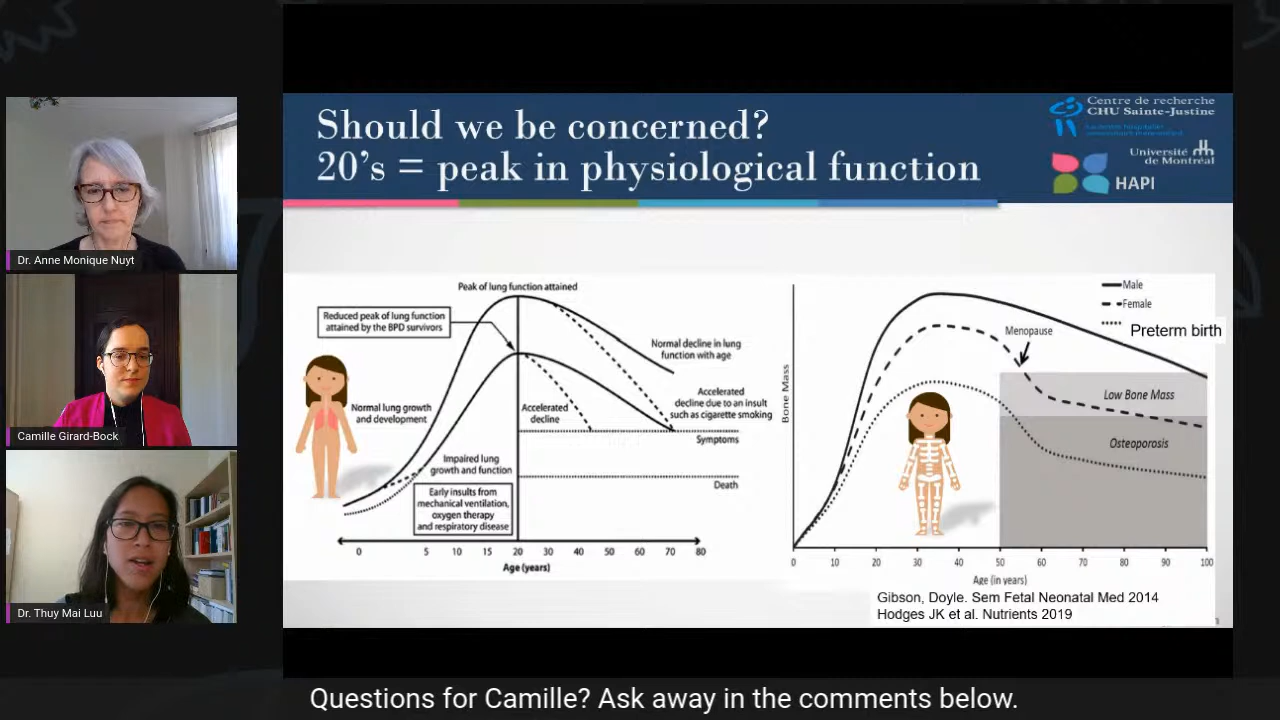 Dr. Anne Monique Nuyt
Camille Girard-Bock
Dr. Thuy Mai Luu
Should we be concerned?
20's = peak in physiological function
Centre de recherche
CHU Sainte-Justine
Université
de Montréal
HAPI
Peak of lung function attained
Reduced peak of lung function
attained by the BPD survivors
Normal decline in lung
function with age
Normal lung growth
and development
Accelerated
decline
Accelerated
decline due to an insult
such as cigarette smoking
Symptoms
Impaired lung
growth and function
Death
Early insults from
mechanical ventilation,
oxygen therapy
and respiratory disease
0 5 10 15 20 30 40 50 60 70 80
Age (years)
Male
Female
Preterm birth
Menopause
Bone Mass
Low Bone Mass
Osteoporosis
0 10 20 30 40 50 60 70 80 90 100
Age (in years)
Gibson, Doyle. Sem Fetal Neonatal Med 2014
Hodges JK et al. Nutrients 2019
Questions for Camille? Ask away in the comments below.